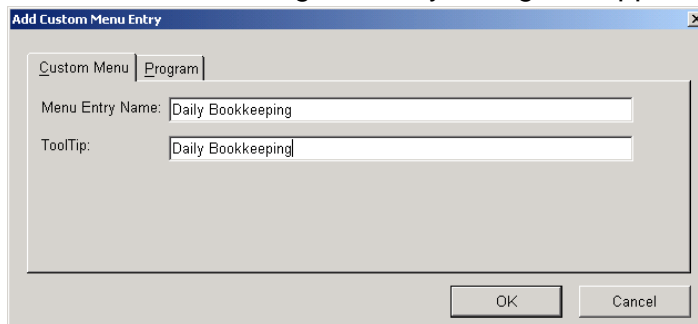 Add Custom Menu Entry
Custom Menu Program
Menu Entry Name: Daily Bookkeeping
ToolTip: Daily Bookkeeping
OK Cancel